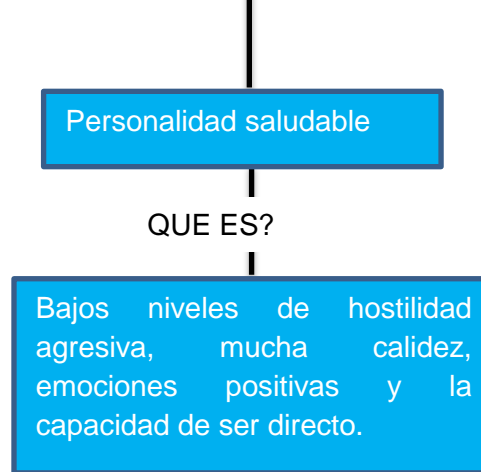 Personalidad saludable
QUE ES?
Bajos niveles de hostilidad
agresiva, mucha calidez,
emociones positivas y la
capacidad de ser directo.